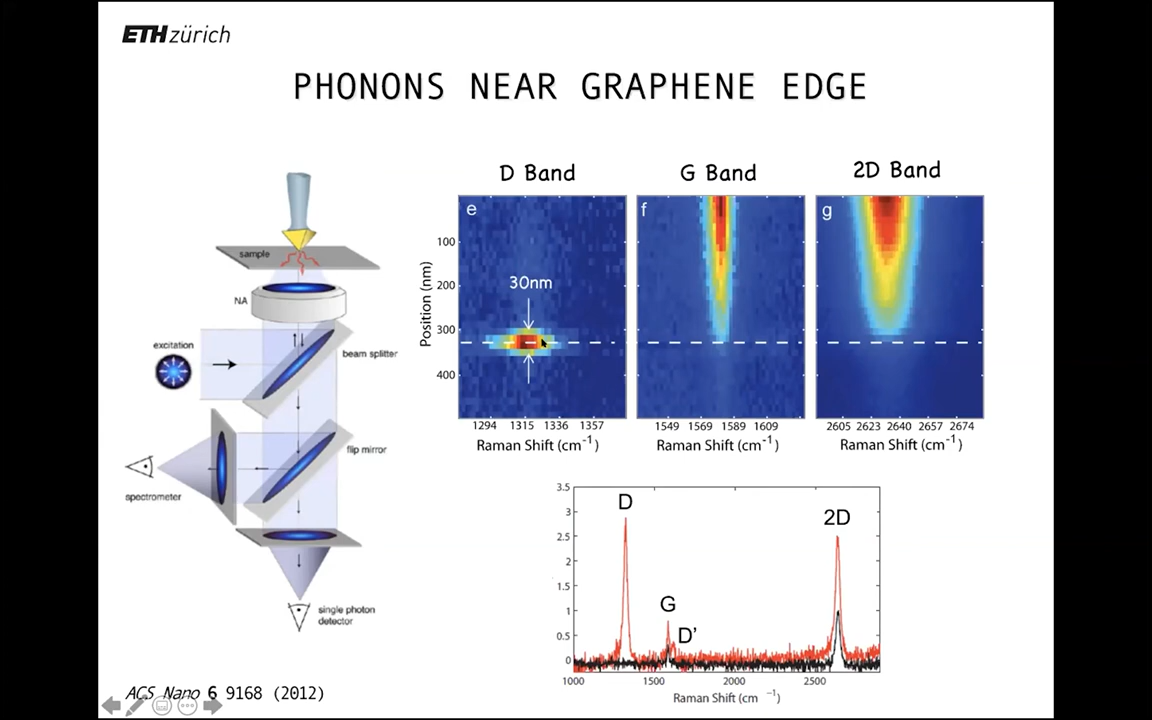 ETH zürich
PHONONS NEAR GRAPHENE EDGE
sample
NA
excitation
beam splitter
flip mirror
spectrometer
single photon
detector
D Band
G Band
2D Band
e
f
g
30nm
Position (nm)
100
200
300
400
1294 1315 1336 1357
1549 1569 1589 1609
2605 2623 2640 2657 2674
Raman Shift (cm-1)
Raman Shift (cm-1)
Raman Shift (cm-1)
3.5
3
2.5
2
1.5
1
0.5
0
D
G
D’
2D
1000 1500 2000 2500
Raman Shift (cm -1)
ACS Nano 6 9168 (2012)